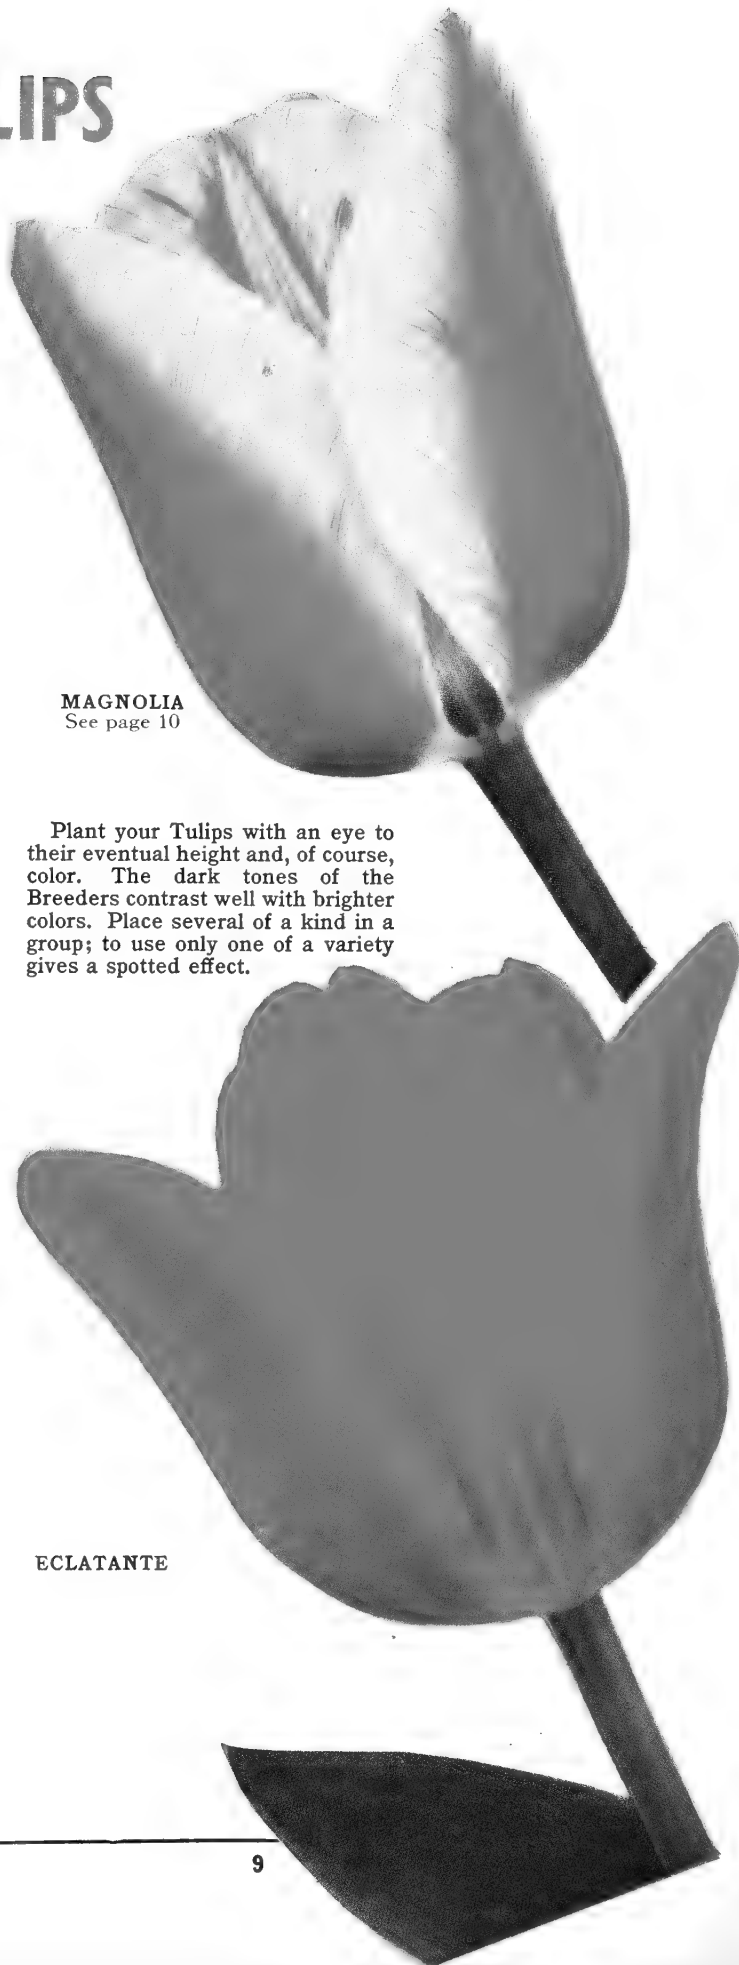 LIPS
MAGNOLIA
See page 10
Plant your Tulips with an eye to
their eventual height and, of course,
color. The dark tones of the
Breeders contrast well with brighter
colors. Place several of a kind in a
group; to use only one of a variety
gives a spotted effect.
ECLATANTE
9